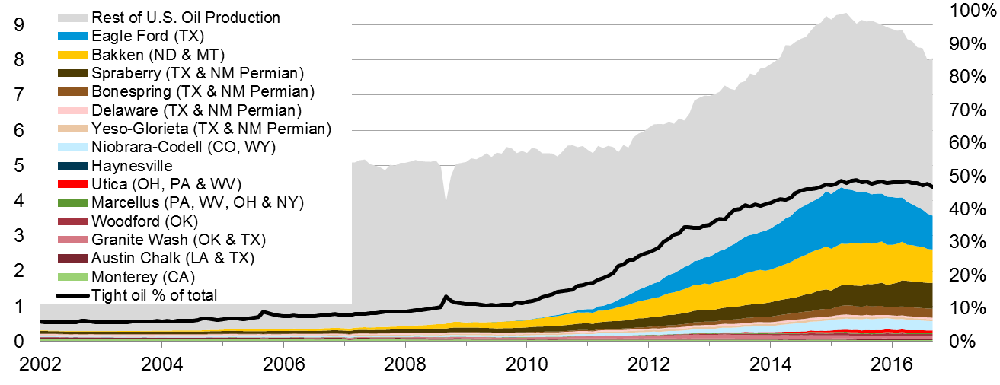 9
8
7
6
5
4
3
2
1
0
Rest of U.S. Oil Production
Eagle Ford (TX)
Bakken (ND & MT)
Spraberry (TX & NM Permian)
Bonespring (TX & NM Permian)
Delaware (TX & NM Permian)
Yeso-Glorieta (TX & NM Permian)
Niobrara-Codell (CO, WY)
Haynesville
Utica (OH, PA & WV)
Marcellus (PA, WV, OH & NY)
Woodford (OK)
Granite Wash (OK & TX)
Austin Chalk (LA & TX)
Monterey (CA)
Tight oil % of total
100%
90%
80%
70%
60%
50%
40%
30%
20%
10%
0%
2002 2004 2006 2008 2010 2012 2014 2016